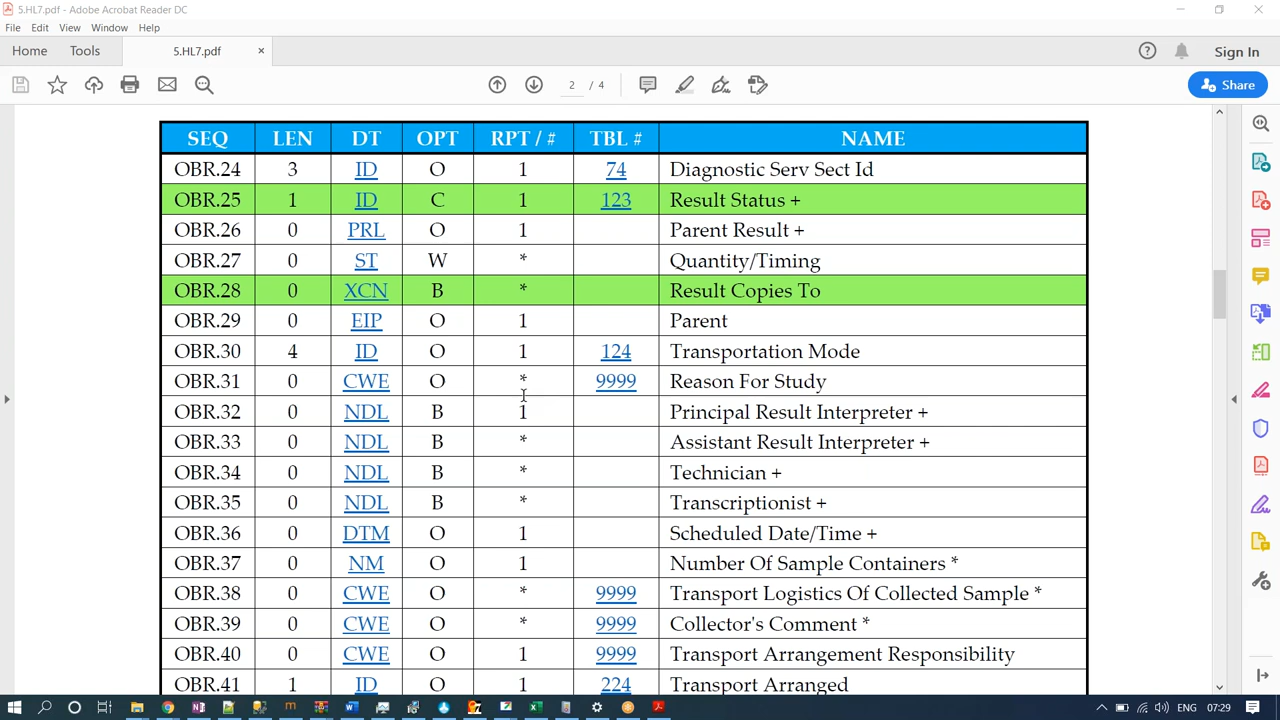 5.HL7.pdf - Adobe Acrobat Reader DC
File Edit View Window Help
Home Tools 5.HL7.pdf × Sign In
2 / 4 Share
SEQ LEN DT OPT RPT / # TBL # NAME
OBR.24 3 ID O 1 74 Diagnostic Serv Sect Id
OBR.25 1 ID C 1 123 Result Status +
OBR.26 0 PRL O 1 Parent Result +
OBR.27 0 ST W * Quantity/Timing
OBR.28 0 XCN B * Result Copies To
OBR.29 0 EIP O 1 Parent
OBR.30 4 ID O 1 124 Transportation Mode
OBR.31 0 CWE O * 9999 Reason For Study
OBR.32 0 NDL B 1 Principal Result Interpreter +
OBR.33 0 NDL B * Assistant Result Interpreter +
OBR.34 0 NDL B * Technician +
OBR.35 0 NDL B * Transcriptionist +
OBR.36 0 DTM O 1 Scheduled Date/Time +
OBR.37 0 NM O 1 Number Of Sample Containers *
OBR.38 0 CWE O * 9999 Transport Logistics Of Collected Sample *
OBR.39 0 CWE O * 9999 Collector's Comment *
OBR.40 0 CWE O 1 9999 Transport Arrangement Responsibility
OBR.41 1 ID O 1 224 Transport Arranged
ENG 07:29